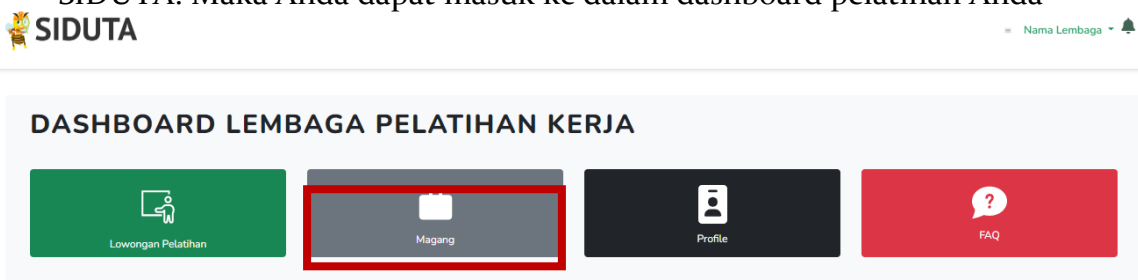 SIDUTA. Maka Anda dapat masuk ke dalam dashboard pelatihan Anda
SIDUTA
Nama Lembaga
DASHBOARD LEMBAGA PELATIHAN KERJA
Lowongan Pelatihan
Magang
Profile
?
FAQ